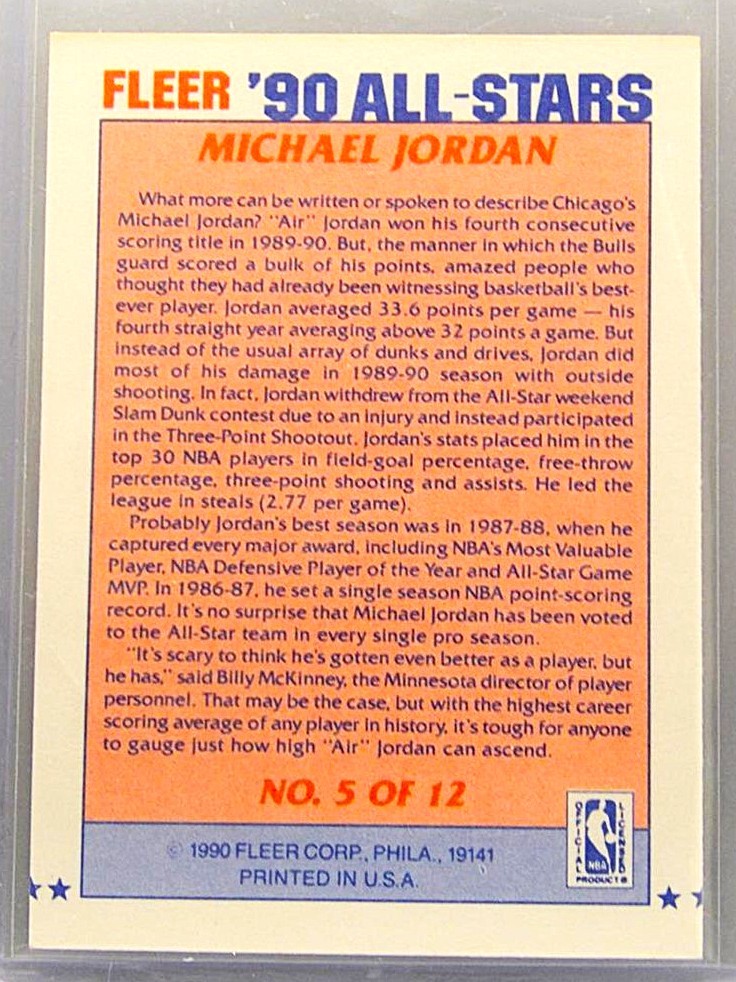 FLEER '90 ALL-STARS
MICHAEL JORDAN
What more can be written or spoken to describe Chicago's
Michael Jordan? "Air" Jordan won his fourth consecutive
scoring title in 1989-90. But, the manner in which the Bulls
guard scored a bulk of his points, amazed people who
thought they had already been witnessing basketball's best-
ever player. Jordan averaged 33.6 points per game — his
fourth straight year averaging above 32 points a game. But
instead of the usual array of dunks and drives, Jordan did
most of his damage in 1989-90 season with outside
shooting. In fact, Jordan withdrew from the All-Star weekend
Slam Dunk contest due to an injury and instead participated
in the Three-Point Shootout. Jordan's stats placed him in the
top 30 NBA players in field-goal percentage, free-throw
percentage, three-point shooting and assists. He led the
league in steals (2.77 per game).
Probably Jordan's best season was in 1987-88, when he
captured every major award, including NBA's Most Valuable
Player, NBA Defensive Player of the Year and All-Star Game
MVP. In 1986-87, he set a single season NBA point-scoring
record. It's no surprise that Michael Jordan has been voted
to the All-Star team in every single pro season.
"It's scary to think he's gotten even better as a player, but
he has," said Billy McKinney, the Minnesota director of player
personnel. That may be the case, but with the highest career
scoring average of any player in history, it's tough for anyone
to gauge just how high "Air" Jordan can ascend.
NO. 5 OF 12
© 1990 FLEER CORP., PHILA., 19141
PRINTED IN U.S.A.
OFFICIAL
LICENSED
NBA
PRODUCT®